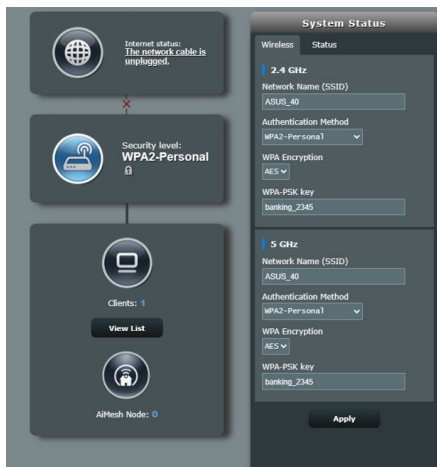 Internet status:
The network cable is
unplugged.
Security level:
WPA2-Personal
Clients: 1
View List
AiMesh Node: 0
System Status
Wireless Status
2.4 GHz
Network Name (SSID)
ASUS_40
Authentication Method
WPA2-Personal
WPA Encryption
AES
WPA-PSK key
banking_2345
5 GHz
Network Name (SSID)
ASUS_40
Authentication Method
WPA2-Personal
WPA Encryption
AES
WPA-PSK key
banking_2345
Apply